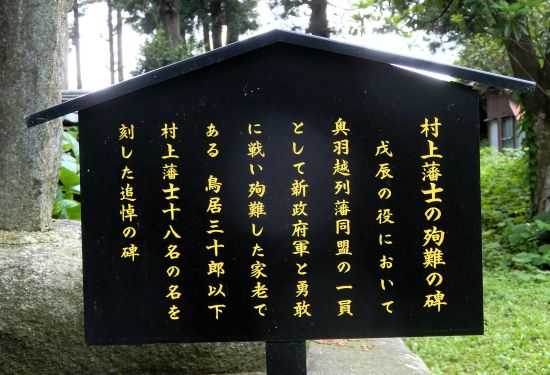 村上藩士の殉難の碑
戊辰の役において
奥羽越列藩同盟の一員
として新政府軍と勇敢
に戦い殉難した家老で
ある 鳥居三十郎以下
村上藩士十八名の名を
刻した追悼の碑